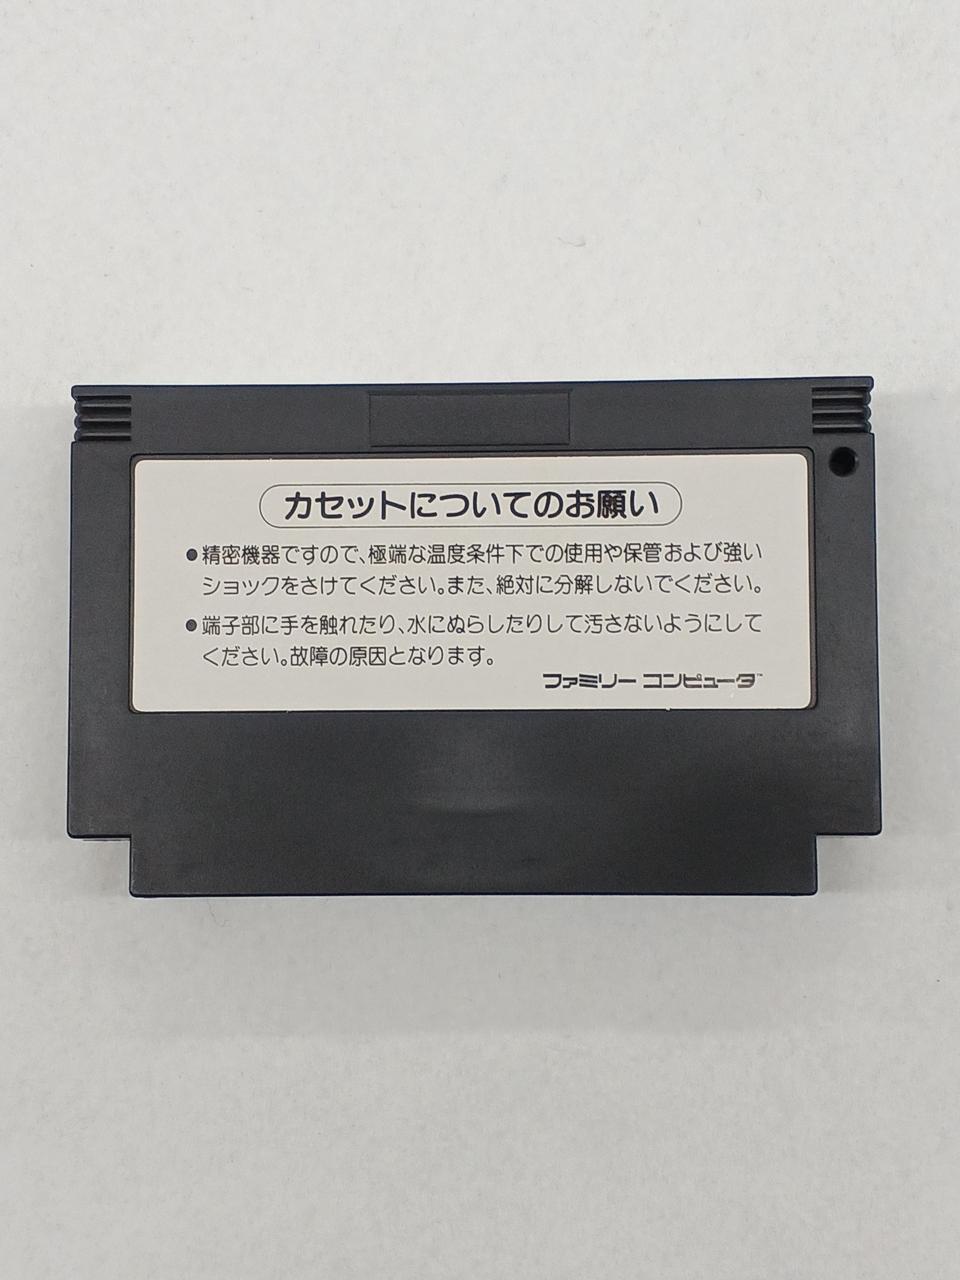 カセットについてのお願い
●精密機器ですので、極端な温度条件下での使用や保管および強い
ショックをさけてください。また、絶対に分解しないでください。
●端子部に手を触れたり、水にぬらしたりして汚さないようにして
ください。故障の原因となります。
ファミリー コンピュータ™